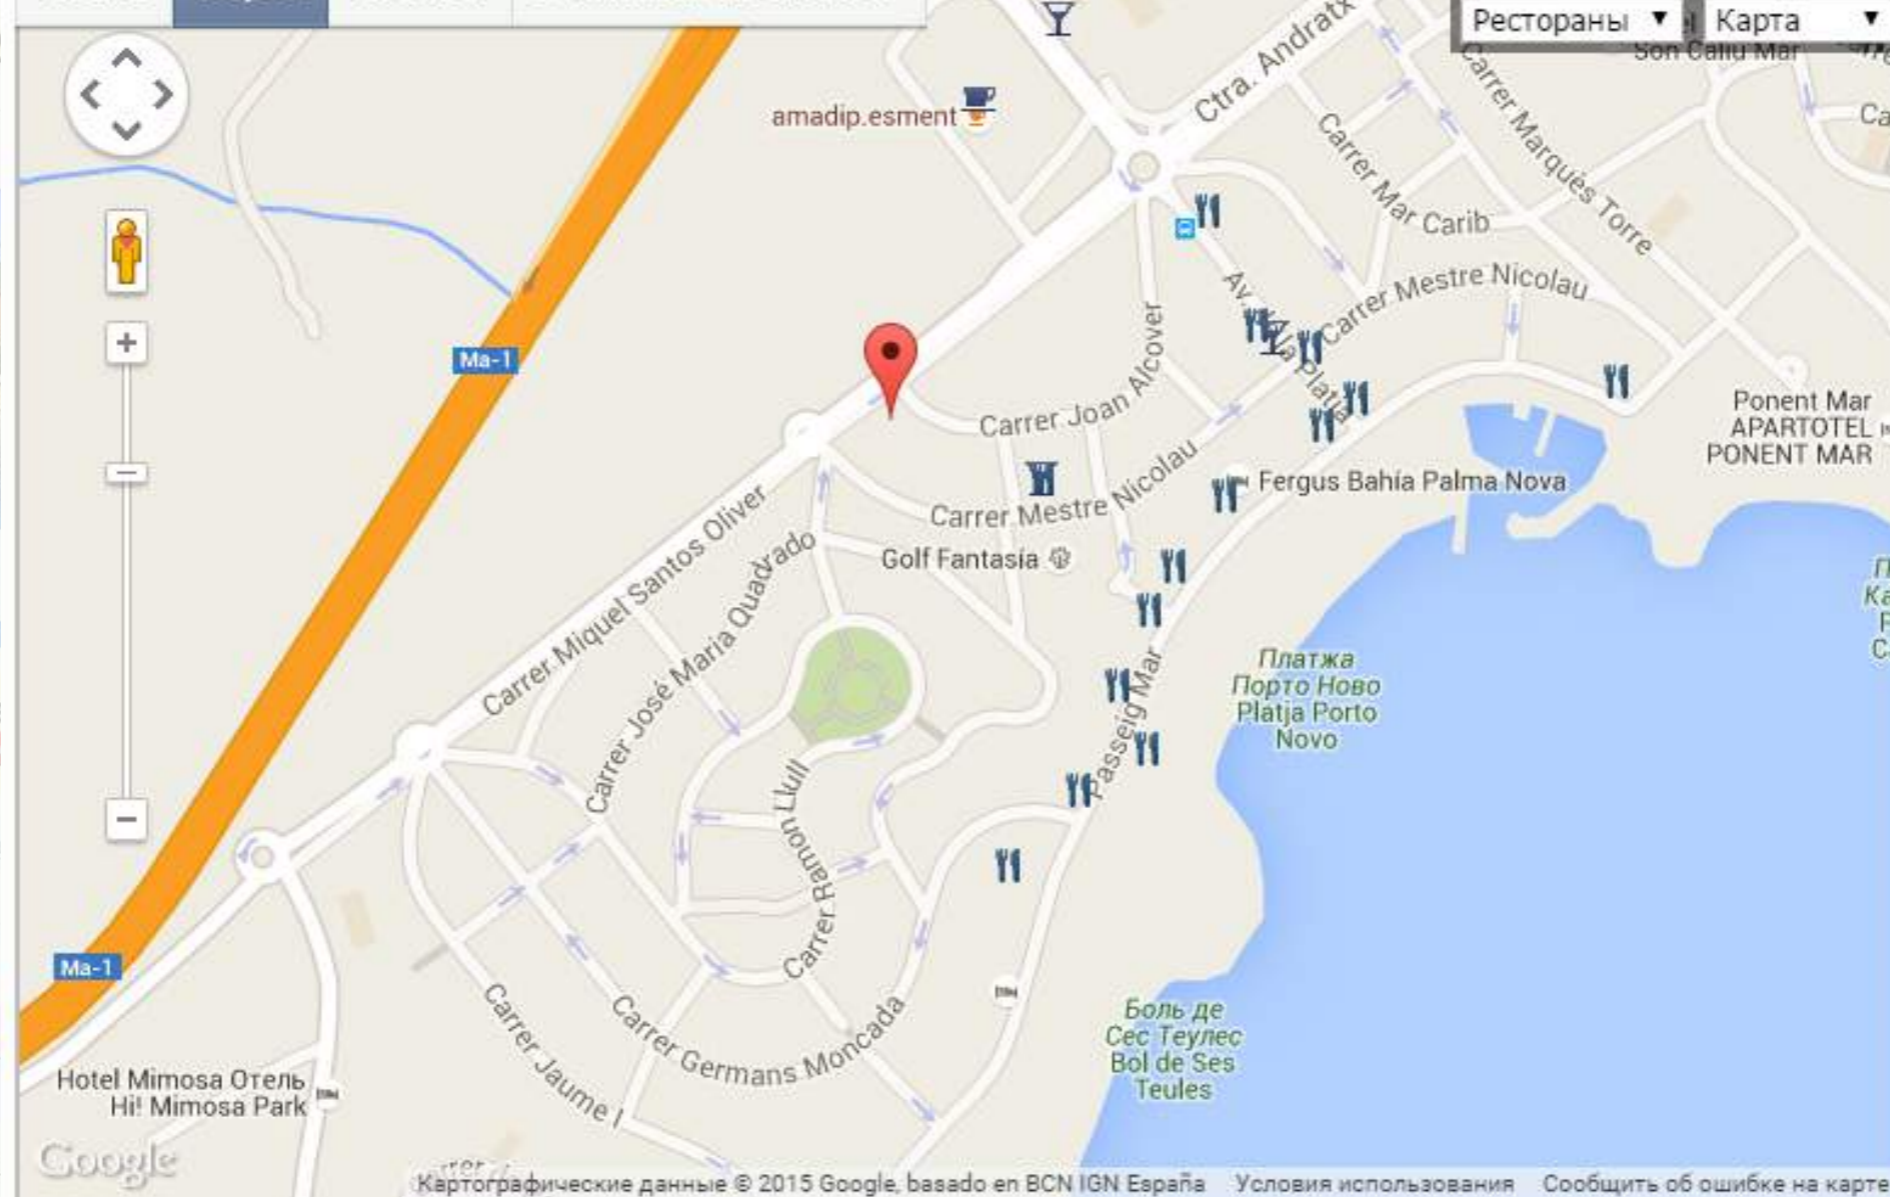 Рестораны
Карта
Son Caliu Mar
Ctra. Andratx
Carrer Marquès Torre
Ca
amadip.esment
Carrer Mar Carib
Carrer Mestre Nicolau
Ma-1
Carrer Joan Alcover
Ponent Mar
APARTOTEL
PONENT MAR
Fergus Bahía Palma Nova
Carrer Mestre Nicolau
Golf Fantasia
Carrer Miquel Santos Oliver
Carrer José Maria Quadrado
Платжа
Порто Ново
Platja Porto
Novo
Passeig Mar
Carrer Ramon Llull
Ma-1
Carrer Jaume I
Carrer Germans Moncada
Боль де
Сес Теулес
Bol de Ses
Teules
Hotel Mimosa Отель
Hi! Mimosa Park
Google
Картографические данные © 2015 Google, basado en BCN IGN España
Условия использования
Сообщить об ошибке на карте